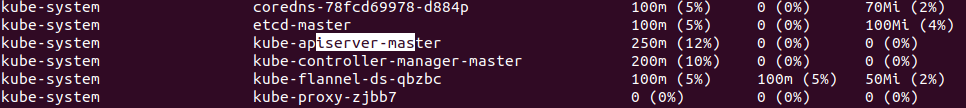 kube-system coredns-78fcd69978-d884p 100m (5%) 0 (0%) 70Mi (2%)
kube-system etcd-master 100m (5%) 0 (0%) 100Mi (4%)
kube-system kube-apiserver-master 250m (12%) 0 (0%) 0 (0%)
kube-system kube-controller-manager-master 200m (10%) 0 (0%) 0 (0%)
kube-system kube-flannel-ds-qbzbc 100m (5%) 100m (5%) 50Mi (2%)
kube-system kube-proxy-zjbb7 0 (0%) 0 (0%) 0 (0%)